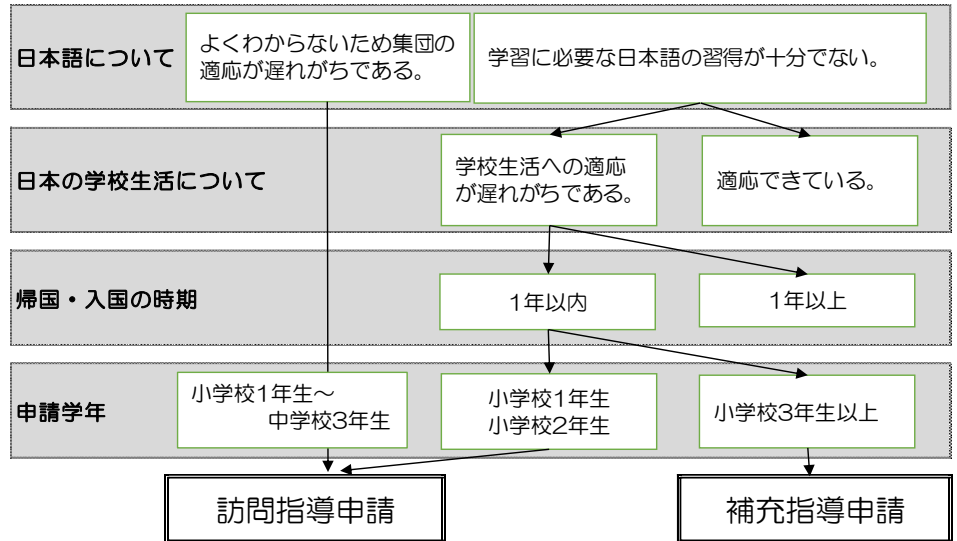 日本語について
よくわからないため集団の
適応が遅れがちである。
学習に必要な日本語の習得が十分でない。
日本の学校生活について
学校生活への適応
が遅れがちである。
適応できている。
帰国・入国の時期
1年以内
1年以上
申請学年
小学校1年生~
中学校3年生
小学校1年生
小学校2年生
小学校3年生以上
訪問指導申請
補充指導申請